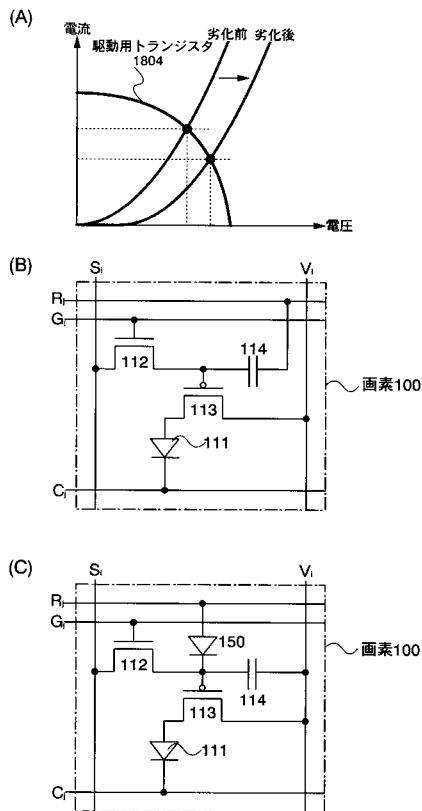 (A)
電流
駆動用トランジスタ
1804
劣化前 劣化後
電圧
(B)
Si Vi
Rj
Gj
112
114
113
画素100
111
Cj
(C)
Si Vi
Rj
Gj
150
画素100
112
114
113
111
Cj